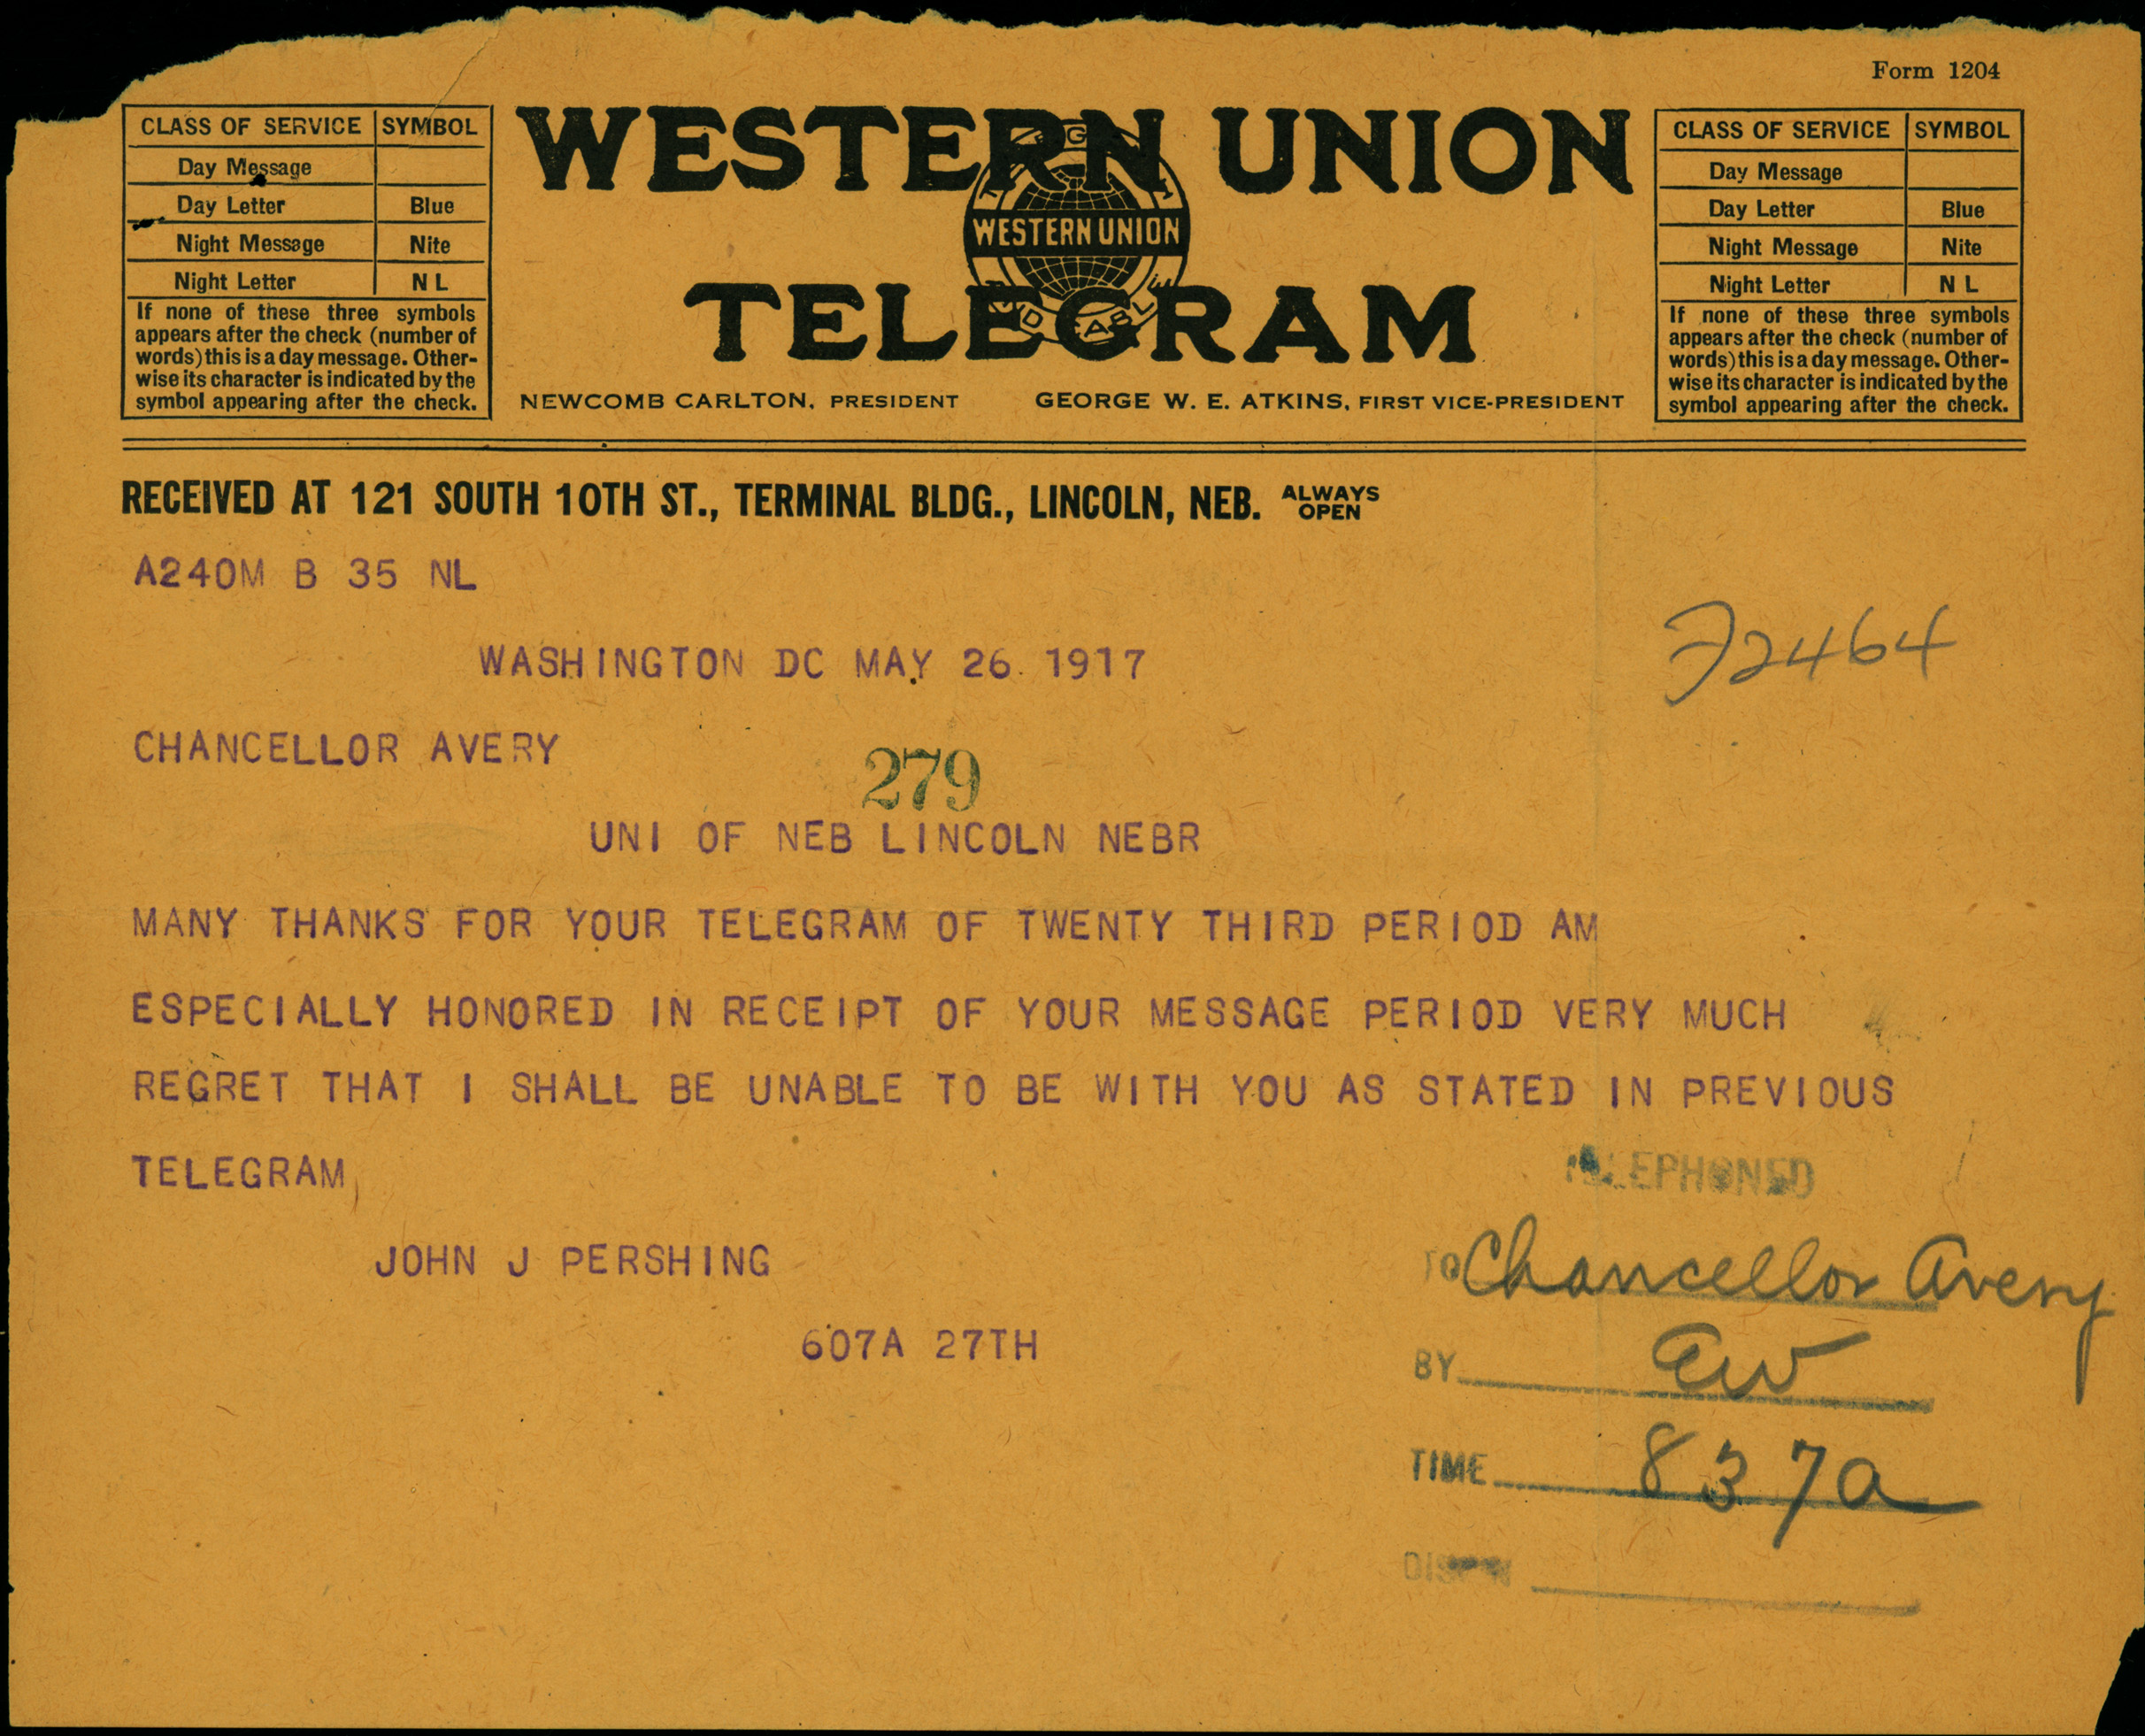 Form 1204
CLASS OF SERVICE SYMBOL
Day Message
Day Letter Blue
Night Message Nite
Night Letter N L
If none of these three symbols
appears after the check (number of
words) this is a day message. Other-
wise its character is indicated by the
symbol appearing after the check.
WESTERN UNION
WESTERN UNION
TELEGRAM
NEWCOMB CARLTON, PRESIDENT GEORGE W. E. ATKINS, FIRST VICE-PRESIDENT
CLASS OF SERVICE SYMBOL
Day Message
Day Letter Blue
Night Message Nite
Night Letter N L
If none of these three symbols
appears after the check (number of
words) this is a day message. Other-
wise its character is indicated by the
symbol appearing after the check.
RECEIVED AT 121 SOUTH 10TH ST., TERMINAL BLDG., LINCOLN, NEB. ALWAYS OPEN
A240M B 35 NL
72464
WASHINGTON DC MAY 26. 1917
CHANCELLOR AVERY
279
UNI OF NEB LINCOLN NEBR
MANY THANKS FOR YOUR TELEGRAM OF TWENTY THIRD PERIOD AM
ESPECIALLY HONORED IN RECEIPT OF YOUR MESSAGE PERIOD VERY MUCH
REGRET THAT I SHALL BE UNABLE TO BE WITH YOU AS STATED IN PREVIOUS
TELEGRAM
TELEPHONED
JOHN J PERSHING
TO Chancellor Avery
607A 27TH
BY EW
TIME 837a